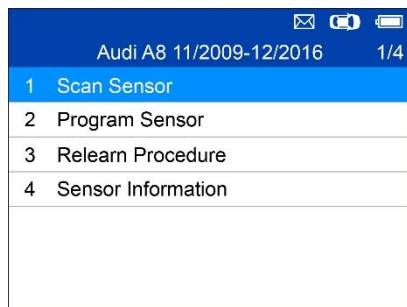 Audi A8 11/2009-12/2016 1/4
1 Scan Sensor
2 Program Sensor
3 Relearn Procedure
4 Sensor Information